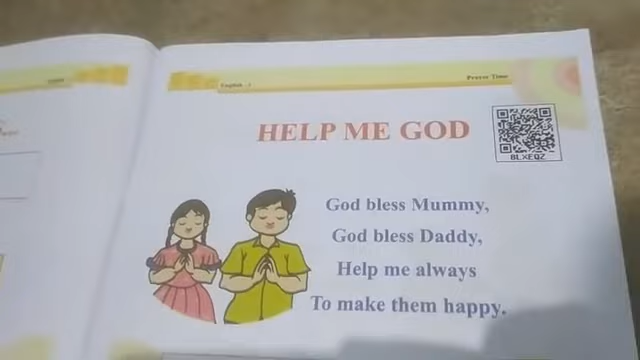 English - 2
Prayer Time
HELP ME GOD
BLXEQZ
God bless Mummy,
God bless Daddy,
Help me always
To make them happy.